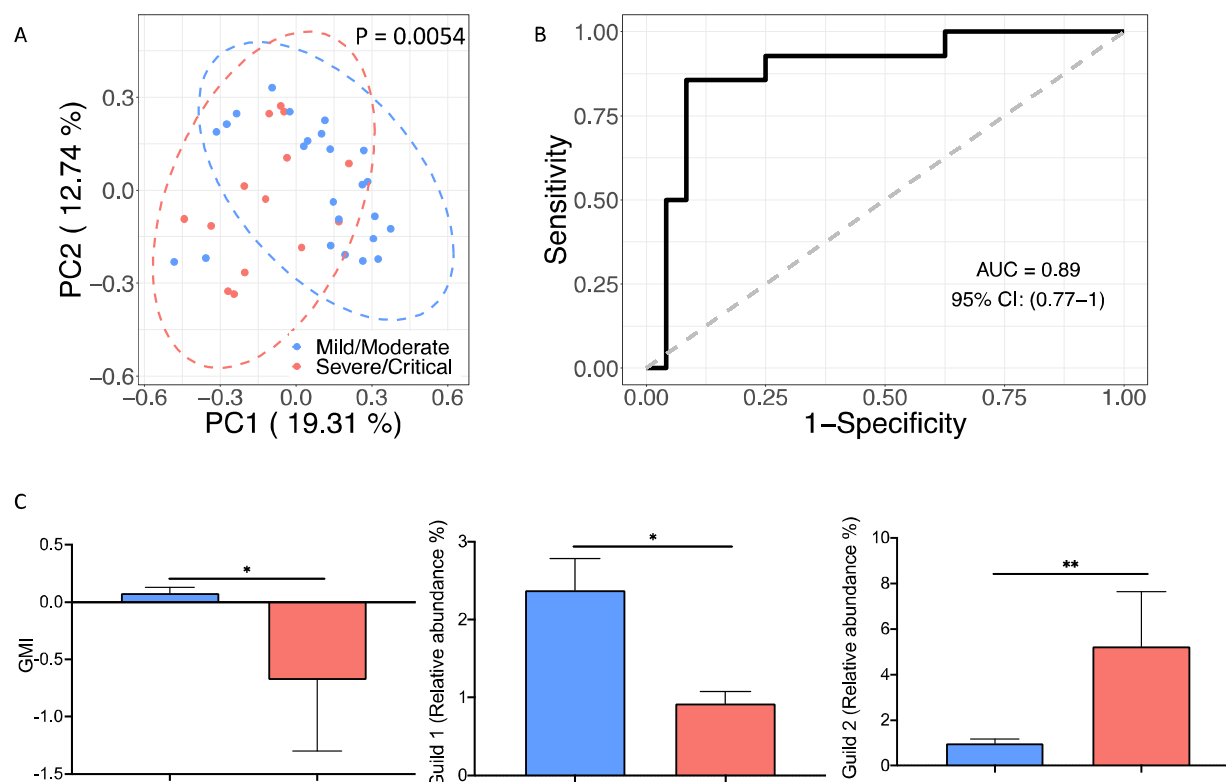 A
P = 0.0054
0.3
0.0
−0.3
−0.6
PC2 ( 12.74 %)
Mild/Moderate
Severe/Critical
−0.6 −0.3 0.0 0.3 0.6
PC1 ( 19.31 %)
B
1.00
0.75
0.50
0.25
0.00
Sensitivity
AUC = 0.89
95% CI: (0.77−1)
0.00 0.25 0.50 0.75 1.00
1−Specificity
C
0.5
0.0
-0.5
-1.0
-1.5
GMI
*
3
2
1
0
Guild 1 (Relative abundance %)
*
10
8
6
4
2
0
Guild 2 (Relative abundance %)
**